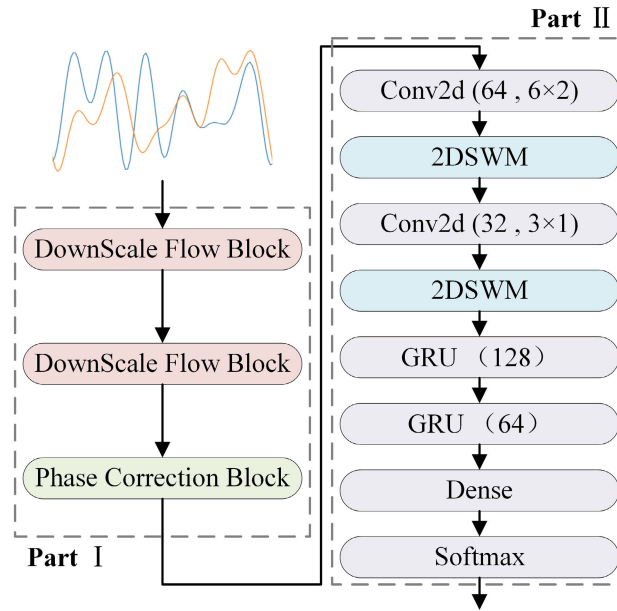 DownScale Flow Block
DownScale Flow Block
Phase Correction Block
Part Ⅰ
Part Ⅱ
Conv2d (64 , 6×2)
2DSWM
Conv2d (32 , 3×1)
2DSWM
GRU （128）
GRU （64）
Dense
Softmax